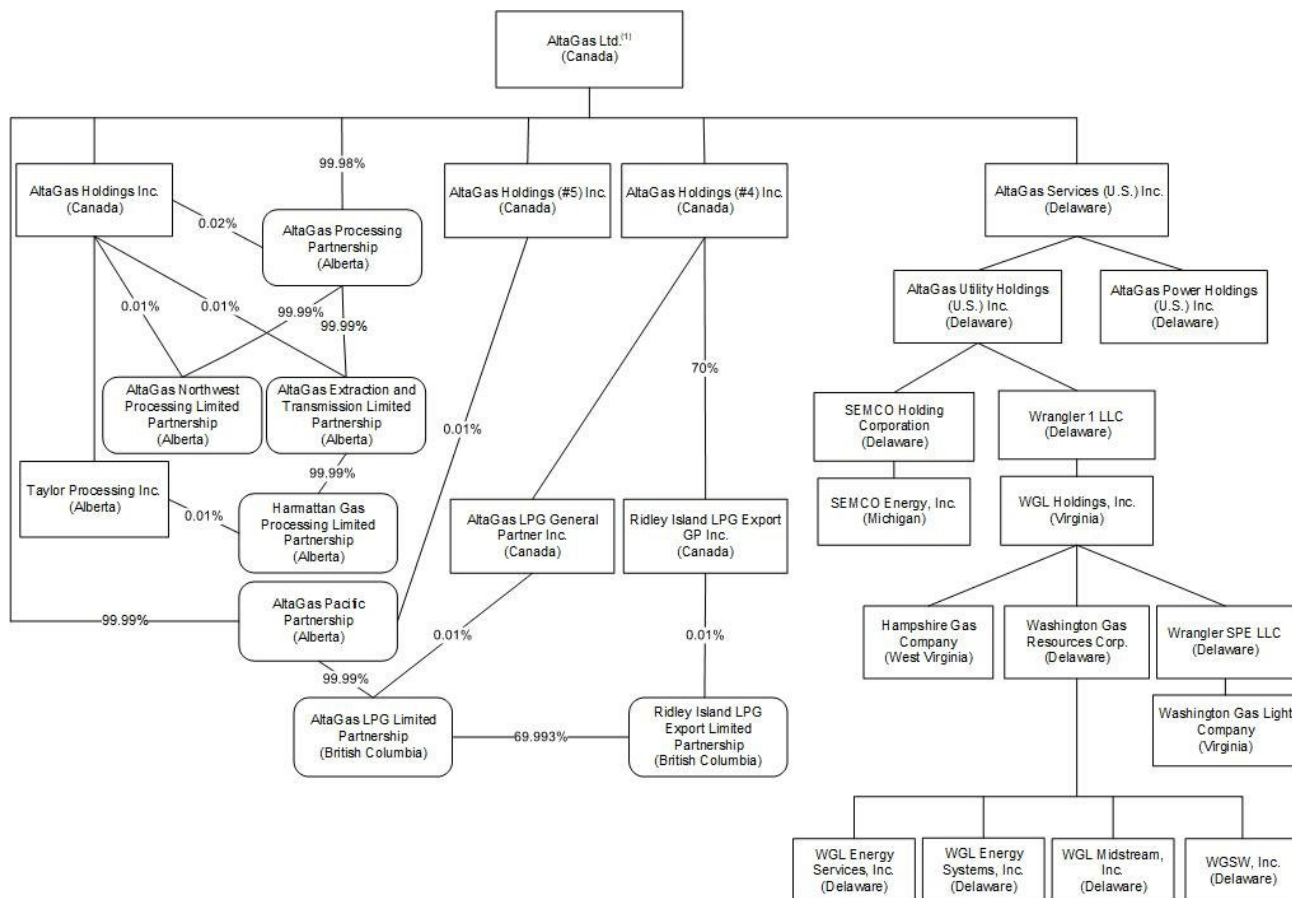 AltaGas Ltd.(1)
(Canada)
99.98%
AltaGas Holdings Inc.
(Canada)
AltaGas Holdings (#5) Inc.
(Canada)
AltaGas Holdings (#4) Inc.
(Canada)
AltaGas Services (U.S.) Inc.
(Delaware)
0.02%
AltaGas Processing
Partnership
(Alberta)
AltaGas Utility Holdings
(U.S.) Inc.
(Delaware)
AltaGas Power Holdings
(U.S.) Inc.
(Delaware)
0.01%
0.01%
99.99%
99.99%
70%
AltaGas Northwest
Processing Limited
Partnership
(Alberta)
AltaGas Extraction and
Transmission Limited
Partnership
(Alberta)
SEMCO Holding
Corporation
(Delaware)
Wrangler 1 LLC
(Delaware)
0.01%
99.99%
Taylor Processing Inc.
(Alberta)
0.01%
Harmattan Gas
Processing Limited
Partnership
(Alberta)
AltaGas LPG General
Partner Inc.
(Canada)
Ridley Island LPG Export
GP Inc.
(Canada)
SEMCO Energy, Inc.
(Michigan)
WGL Holdings, Inc.
(Virginia)
99.99%
AltaGas Pacific
Partnership
(Alberta)
0.01%
0.01%
Hampshire Gas
Company
(West Virginia)
Washington Gas
Resources Corp.
(Delaware)
Wrangler SPE LLC
(Delaware)
99.99%
AltaGas LPG Limited
Partnership
(British Columbia)
69.993%
Ridley Island LPG
Export Limited
Partnership
(British Columbia)
Washington Gas Light
Company
(Virginia)
WGL Energy
Services, Inc.
(Delaware)
WGL Energy
Systems, Inc.
(Delaware)
WGL Midstream,
Inc.
(Delaware)
WGSW, Inc.
(Delaware)